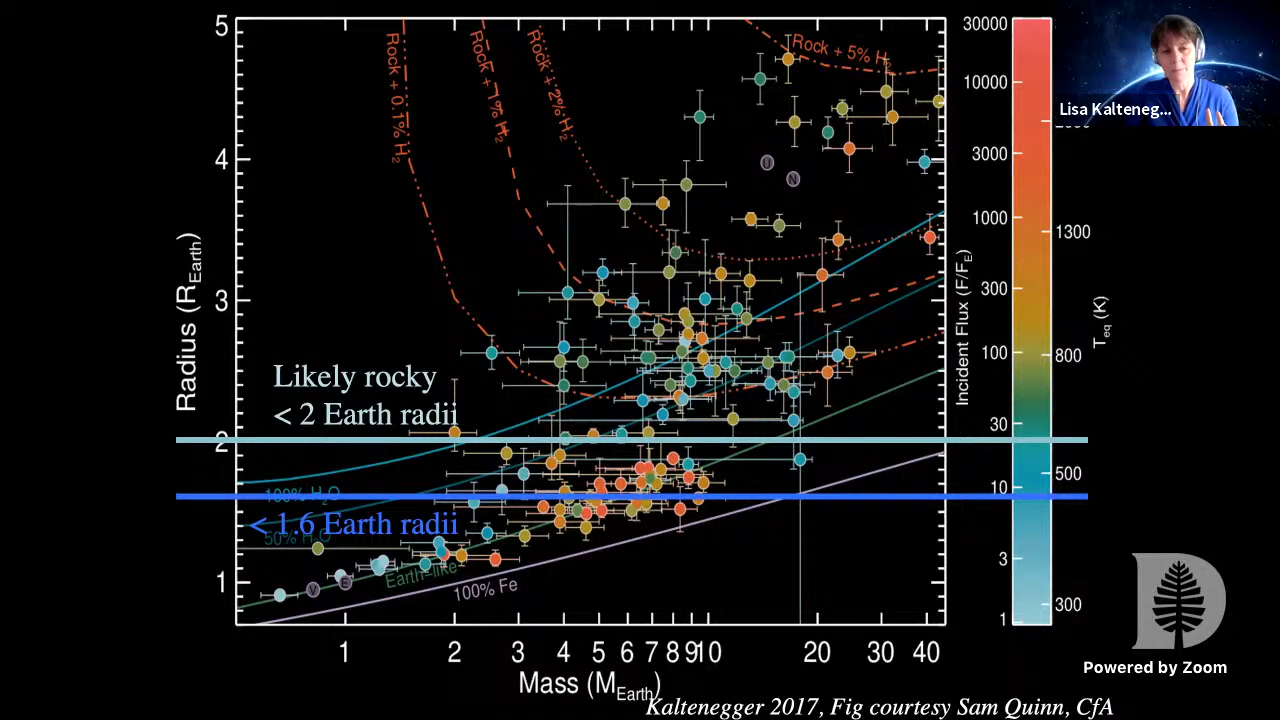 5
4
3
2
1
Radius (R_Earth)
Rock + 0.1% H2
Rock + 1% H2
Rock + 2% H2
Rock + 5% H2
U
N
Likely rocky
< 2 Earth radii
100% H2O
< 1.6 Earth radii
50% H2O
Earth-like
100% Fe
V
E
1 2 3 4 5 6 7 8 9 10 20 30 40
Mass (M_Earth)
Incident Flux (F/F_E)
30000
10000
3000
1000
300
100
30
10
3
1
1300
800
500
300
T_eq (K)
Lisa Kalteneg...
D
Powered by Zoom
Kaltenegger 2017, Fig courtesy Sam Quinn, CfA